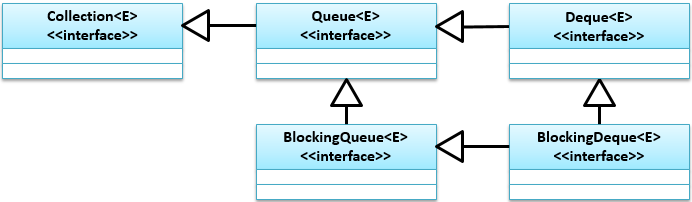 Collection<E>
<<interface>>
Queue<E>
<<interface>>
Deque<E>
<<interface>>
BlockingQueue<E>
<<interface>>
BlockingDeque<E>
<<interface>>